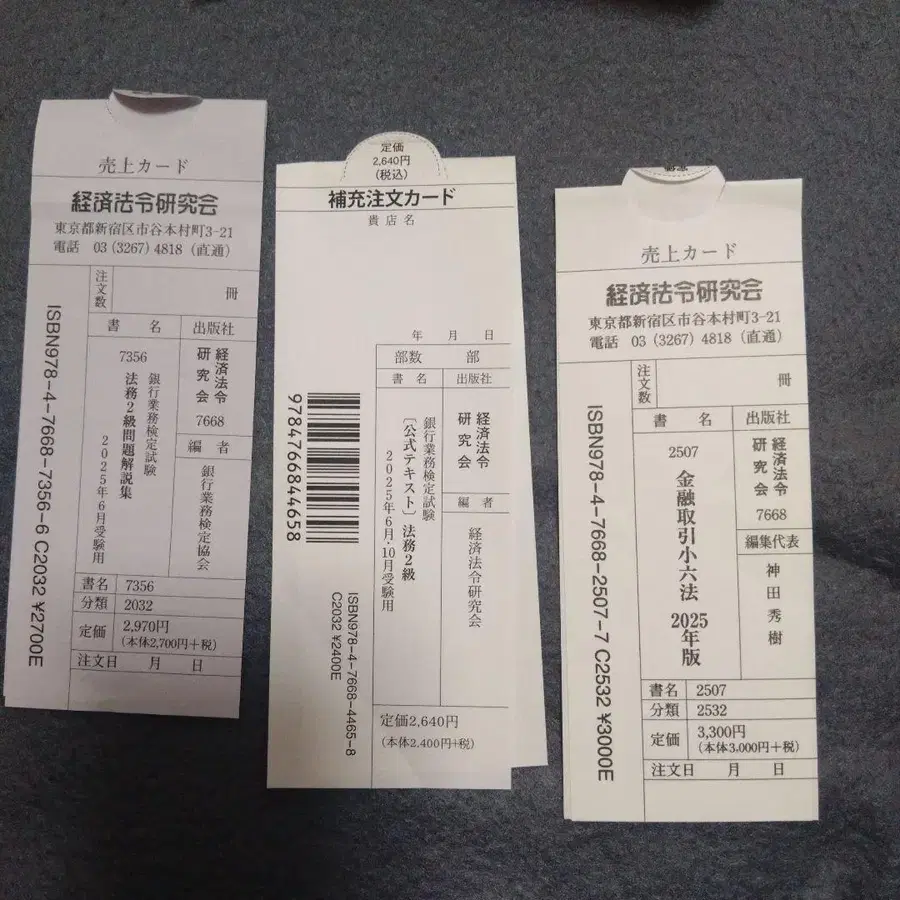 売上カード
経済法令研究会
東京都新宿区市谷本村町3-21
電話 03(3267)4818(直通)
注文数
冊
書名
出版社
7356
銀行業務検定試験
法務2級問題解説集
2025年6月受験用
経済法令
研究会
7668
編者
銀行業務検定協会
書名 7356
分類 2032
定価 2,970円
(本体2,700円+税)
注文日 月 日
ISBN978-4-7668-7356-6 C2032 ¥2700E
定価
2,640円
(税込)
補充注文カード
貴店名
年 月 日
部数 部
書名
出版社
銀行業務検定試験
〔公式テキスト〕法務2級
2025年6月・10月受験用
経済法令
研究会
編者
経済法令研究会
定価2,640円
(本体2,400円+税)
9784766844658
ISBN978-4-7668-4465-8
C2032 ¥2400E
売上カード
経済法令研究会
東京都新宿区市谷本村町3-21
電話 03(3267)4818(直通)
注文数
冊
書名
出版社
2507
金融取引小六法 2025年版
経済法令
研究会
7668
編集代表
神田秀樹
書名 2507
分類 2532
定価 3,300円
(本体3,000円+税)
注文日 月 日
ISBN978-4-7668-2507-7 C2532 ¥3000E